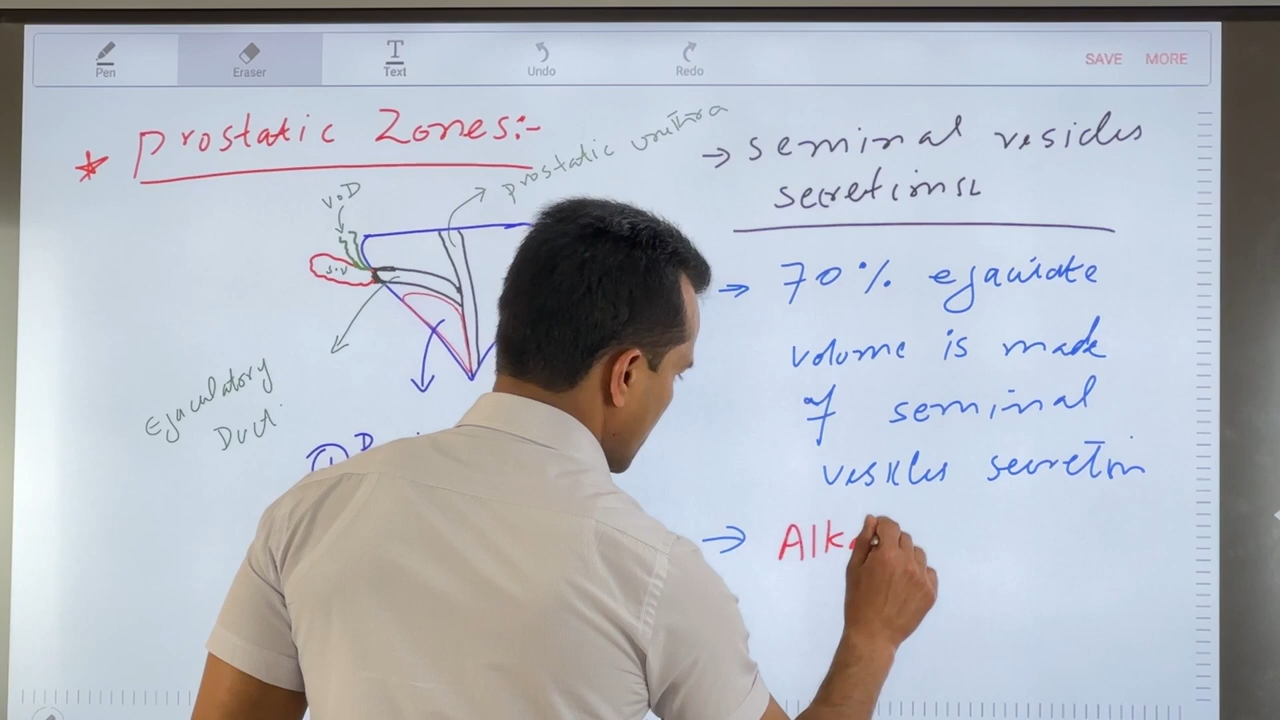 Pen Eraser Text Undo Redo SAVE MORE
Prostatic Zones:-
prostatic urethra
V.O.D
S.V
Ejaculatory
Duct
① D
→ seminal vesicles
secretions
→ 70% ejaculate
volume is made
of seminal
vesicles secretion
→ Alk